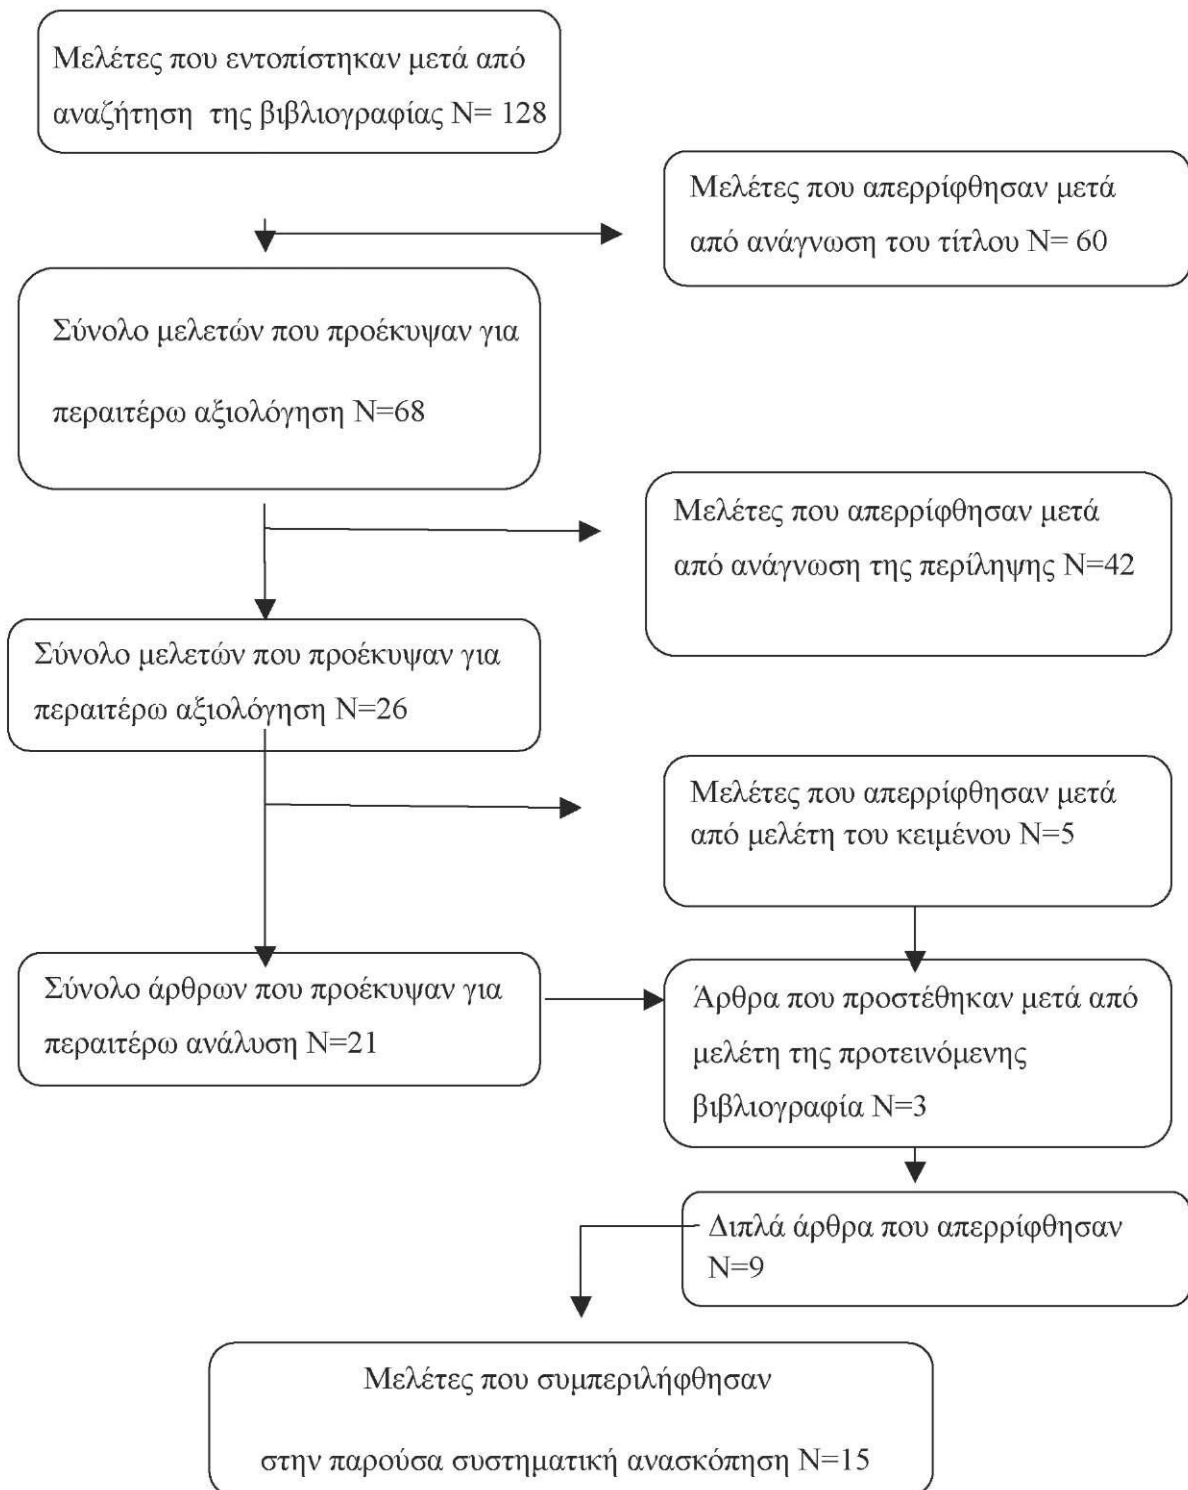 Μελέτες που εντοπίστηκαν μετά από
αναζήτηση της βιβλιογραφίας Ν= 128
Μελέτες που απερρίφθησαν μετά
από ανάγνωση του τίτλου Ν= 60
Σύνολο μελετών που προέκυψαν για
περαιτέρω αξιολόγηση Ν=68
Μελέτες που απερρίφθησαν μετά
από ανάγνωση της περίληψης Ν=42
Σύνολο μελετών που προέκυψαν για
περαιτέρω αξιολόγηση Ν=26
Μελέτες που απερρίφθησαν μετά
από μελέτη του κειμένου Ν=5
Σύνολο άρθρων που προέκυψαν για
περαιτέρω ανάλυση Ν=21
Άρθρα που προστέθηκαν μετά από
μελέτη της προτεινόμενης
βιβλιογραφία Ν=3
Διπλά άρθρα που απερρίφθησαν
Ν=9
Μελέτες που συμπεριλήφθησαν
στην παρούσα συστηματική ανασκόπηση Ν=15